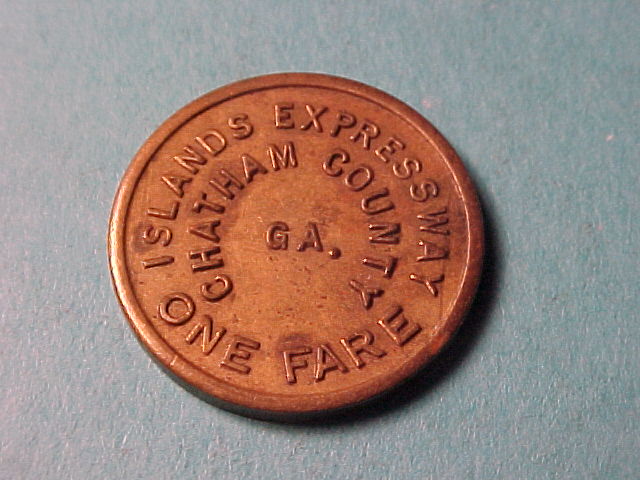 ISLANDS EXPRESSWAY
CHATHAM COUNTY
GA.
ONE FARE